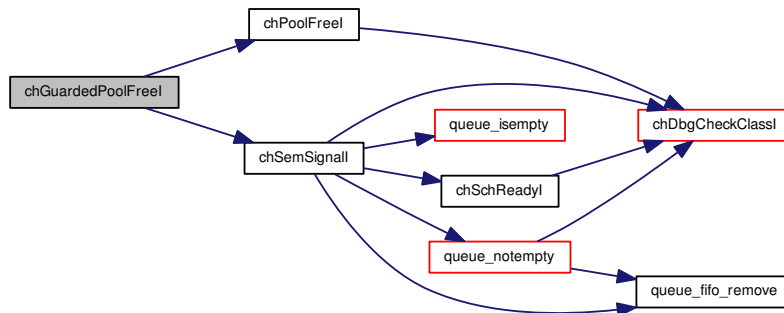 chPoolFreeI
chGuardedPoolFreeI
queue_isempty
chDbgCheckClassI
chSemSignalI
chSchReadyI
queue_notempty
queue_fifo_remove